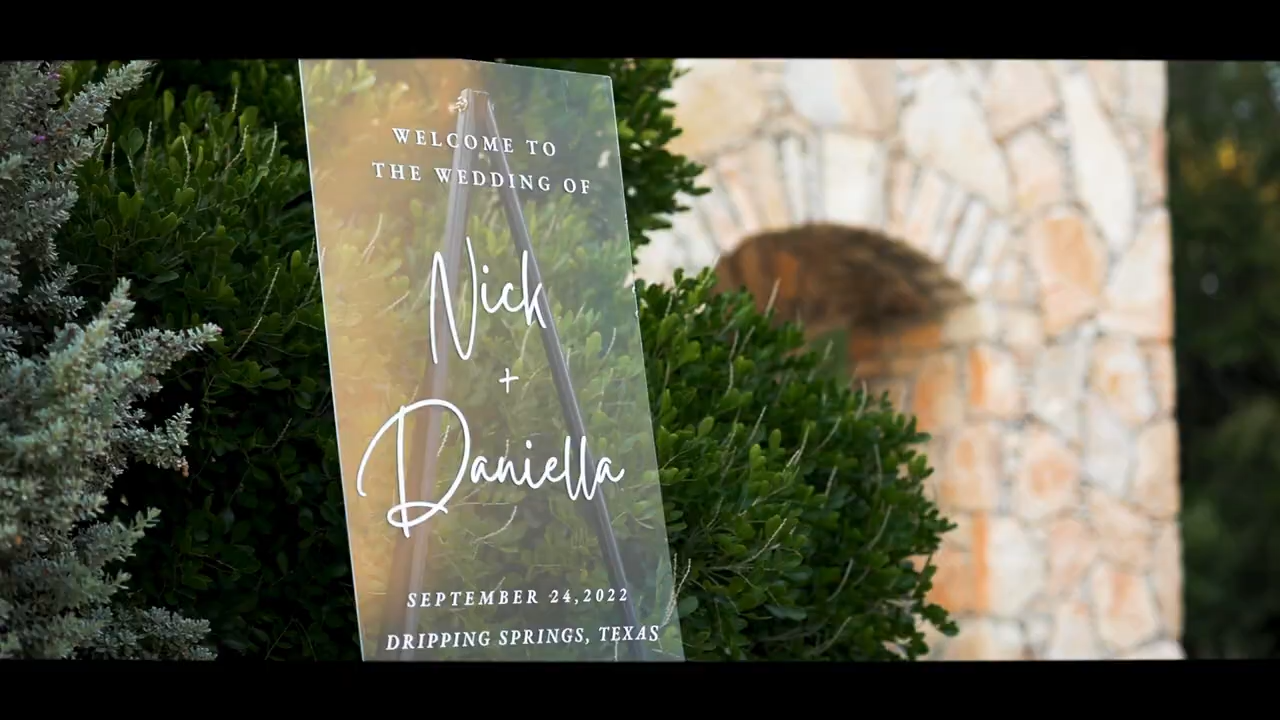 WELCOME TO
THE WEDDING OF
Nick
+
Daniella
SEPTEMBER 24,2022
DRIPPING SPRINGS, TEXAS